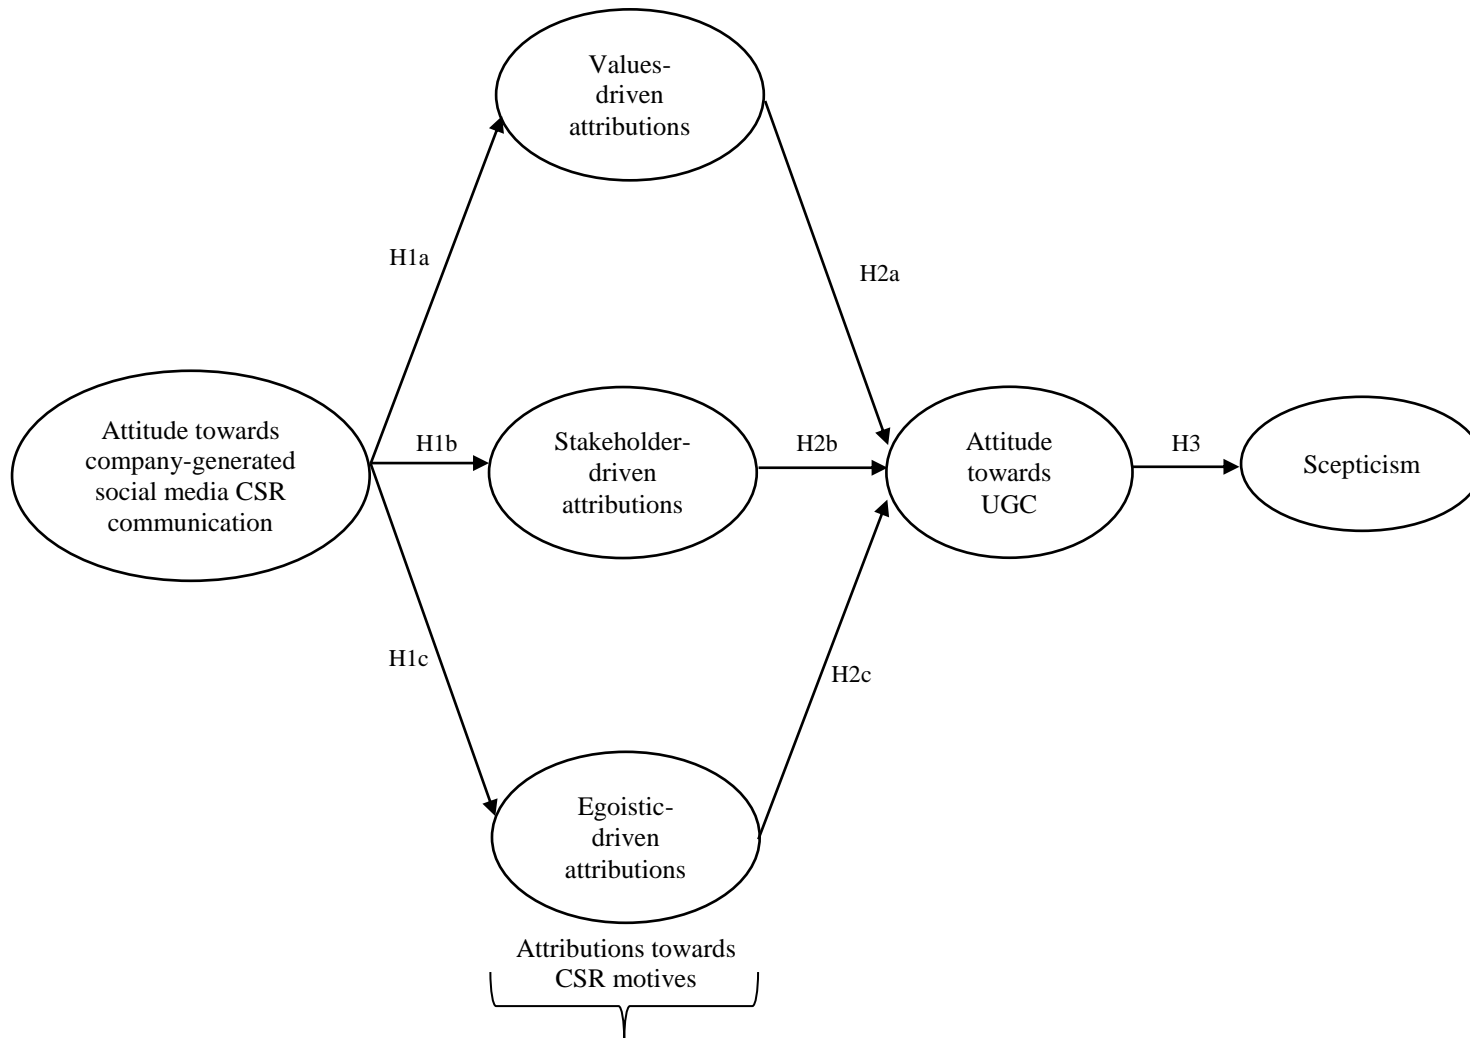 Values-
driven
attributions
H1a
H2a
Attitude towards
company-generated
social media CSR
communication
H1b
Stakeholder-
driven
attributions
H2b
Attitude
towards
UGC
H3
Scepticism
H1c
H2c
Egoistic-
driven
attributions
Attributions towards
CSR motives